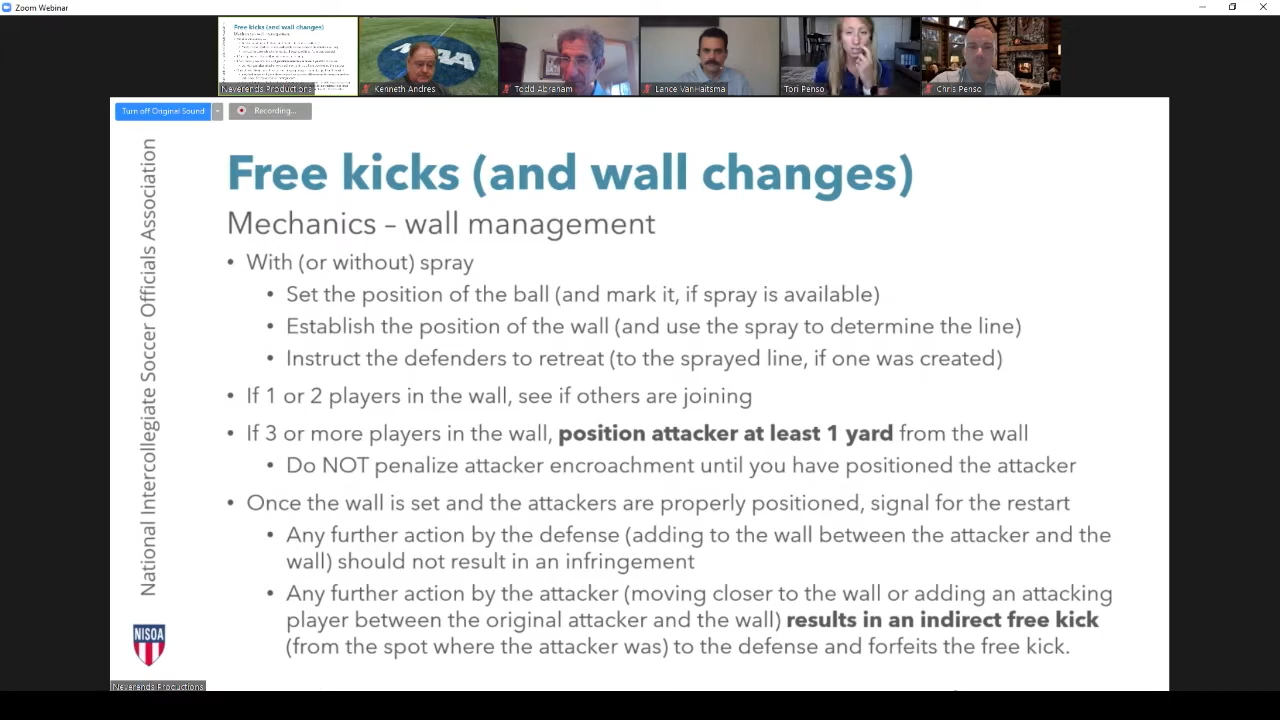 Zoom Webinar
Free kicks (and wall changes)
Mechanics – wall management
Neverends Productions
Kenneth Andres
Todd Abraham
Lance VanHaitsma
Tori Penso
Chris Penso
Turn off Original Sound
Recording...
National Intercollegiate Soccer Officials Association
Free kicks (and wall changes)
Mechanics – wall management
• With (or without) spray
• Set the position of the ball (and mark it, if spray is available)
• Establish the position of the wall (and use the spray to determine the line)
• Instruct the defenders to retreat (to the sprayed line, if one was created)
• If 1 or 2 players in the wall, see if others are joining
• If 3 or more players in the wall, position attacker at least 1 yard from the wall
• Do NOT penalize attacker encroachment until you have positioned the attacker
• Once the wall is set and the attackers are properly positioned, signal for the restart
• Any further action by the defense (adding to the wall between the attacker and the
wall) should not result in an infringement
• Any further action by the attacker (moving closer to the wall or adding an attacking
player between the original attacker and the wall) results in an indirect free kick
(from the spot where the attacker was) to the defense and forfeits the free kick.
NISOA
Neverends Productions